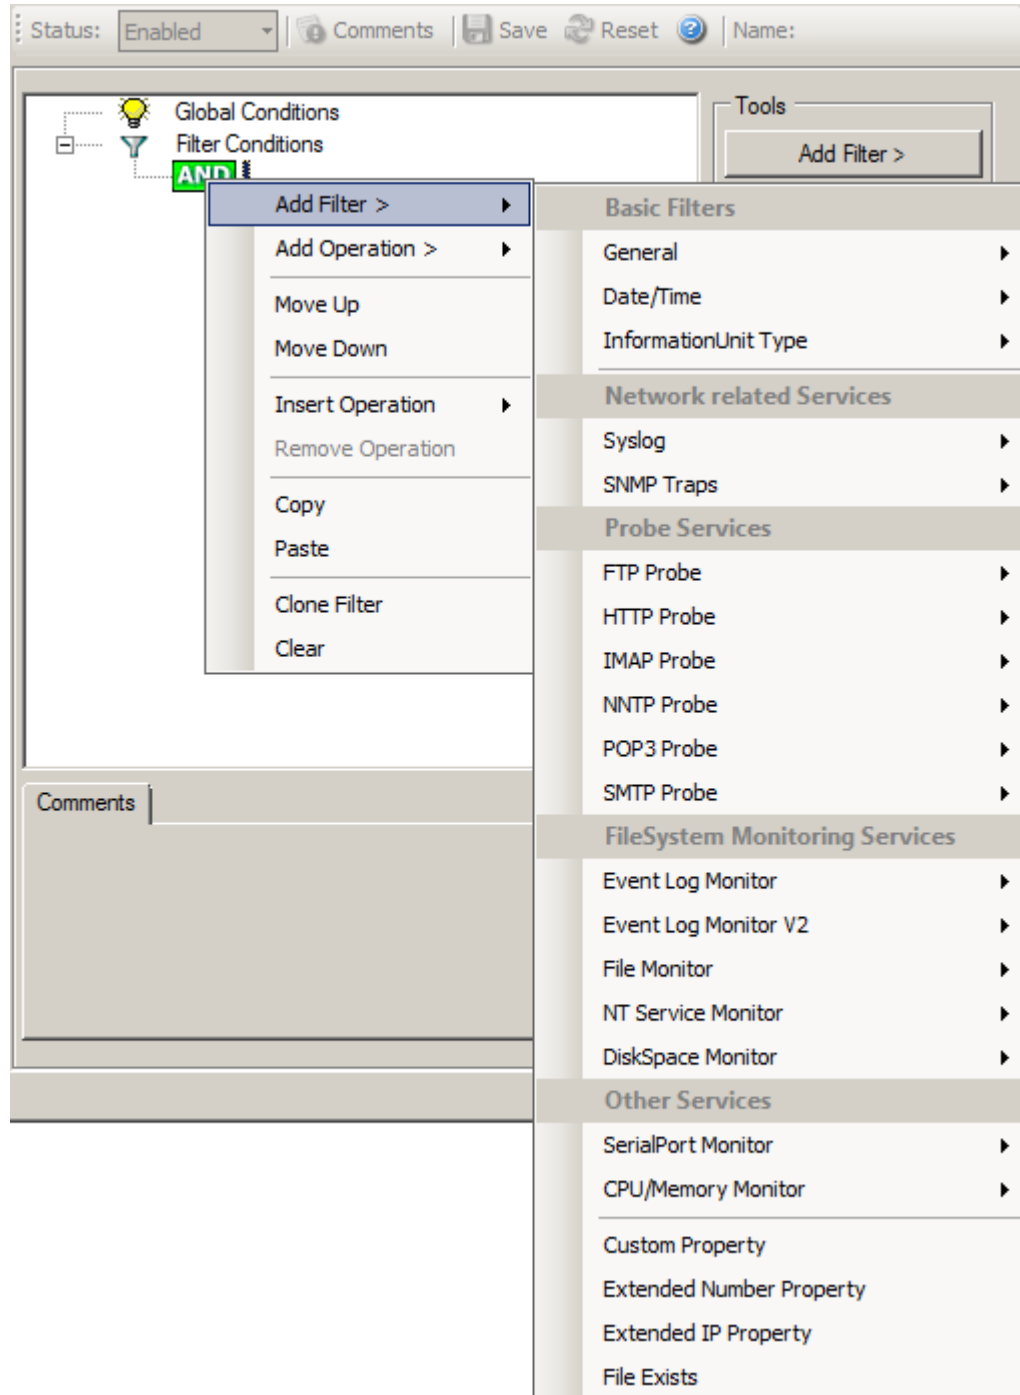 Status: Enabled Comments Save Reset Name:
Global Conditions
Filter Conditions
AND
Tools
Add Filter >
Add Filter >
Add Operation >
Move Up
Move Down
Insert Operation
Remove Operation
Copy
Paste
Clone Filter
Clear
Basic Filters
General
Date/Time
InformationUnit Type
Network related Services
Syslog
SNMP Traps
Probe Services
FTP Probe
HTTP Probe
IMAP Probe
NNTP Probe
POP3 Probe
SMTP Probe
FileSystem Monitoring Services
Event Log Monitor
Event Log Monitor V2
File Monitor
NT Service Monitor
DiskSpace Monitor
Other Services
SerialPort Monitor
CPU/Memory Monitor
Custom Property
Extended Number Property
Extended IP Property
File Exists
Comments